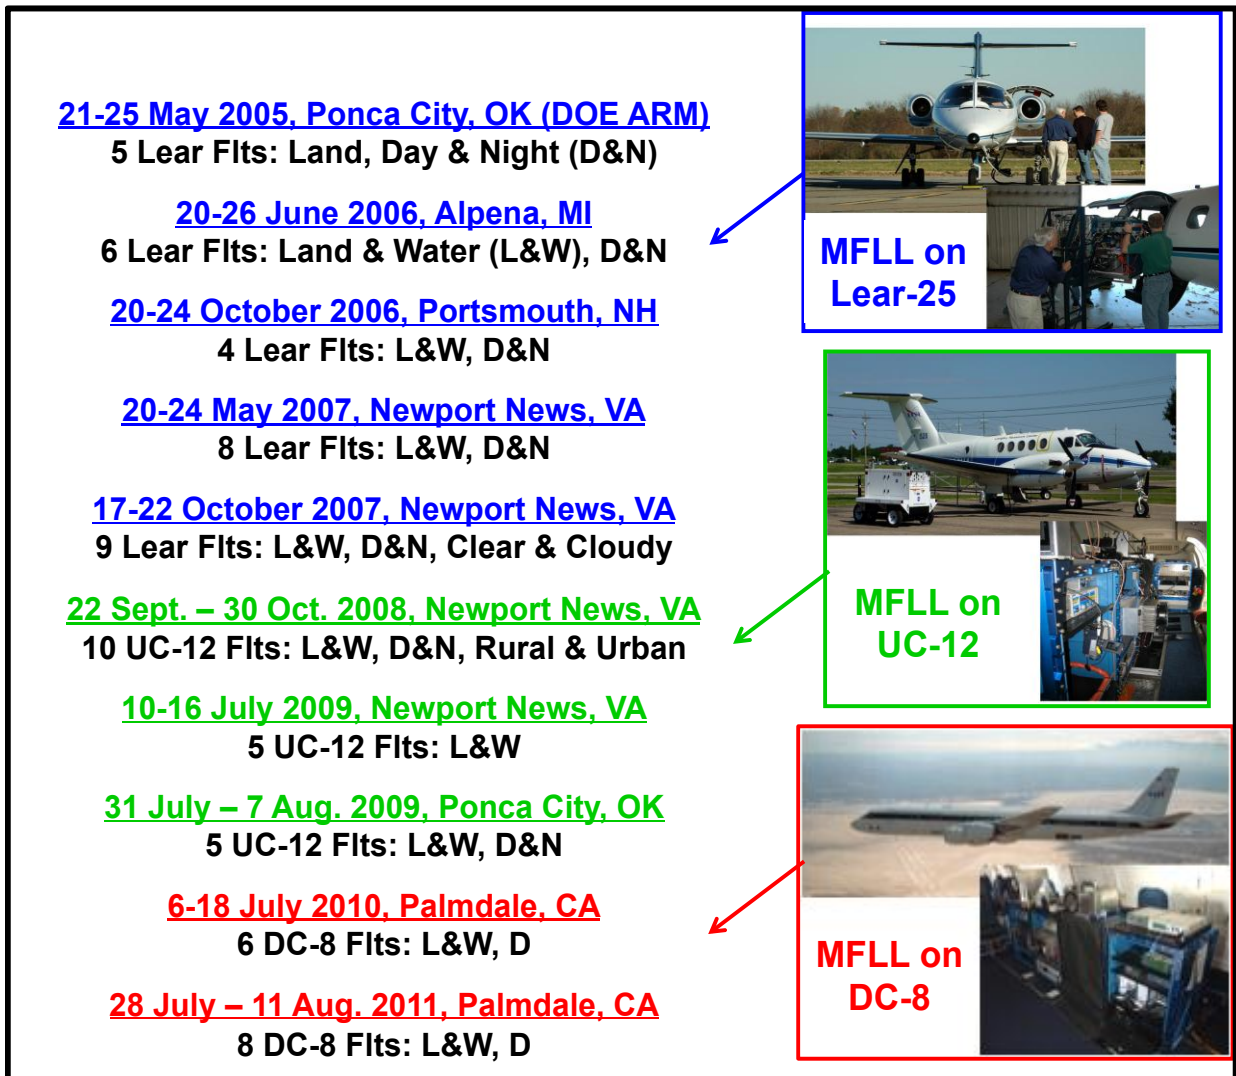 21-25 May 2005, Ponca City, OK (DOE ARM)
5 Lear Flts: Land, Day & Night (D&N)
20-26 June 2006, Alpena, MI
6 Lear Flts: Land & Water (L&W), D&N
20-24 October 2006, Portsmouth, NH
4 Lear Flts: L&W, D&N
20-24 May 2007, Newport News, VA
8 Lear Flts: L&W, D&N
17-22 October 2007, Newport News, VA
9 Lear Flts: L&W, D&N, Clear & Cloudy
22 Sept. – 30 Oct. 2008, Newport News, VA
10 UC-12 Flts: L&W, D&N, Rural & Urban
10-16 July 2009, Newport News, VA
5 UC-12 Flts: L&W
31 July – 7 Aug. 2009, Ponca City, OK
5 UC-12 Flts: L&W, D&N
6-18 July 2010, Palmdale, CA
6 DC-8 Flts: L&W, D
28 July – 11 Aug. 2011, Palmdale, CA
8 DC-8 Flts: L&W, D
MFLL on
Lear-25
MFLL on
UC-12
MFLL on
DC-8